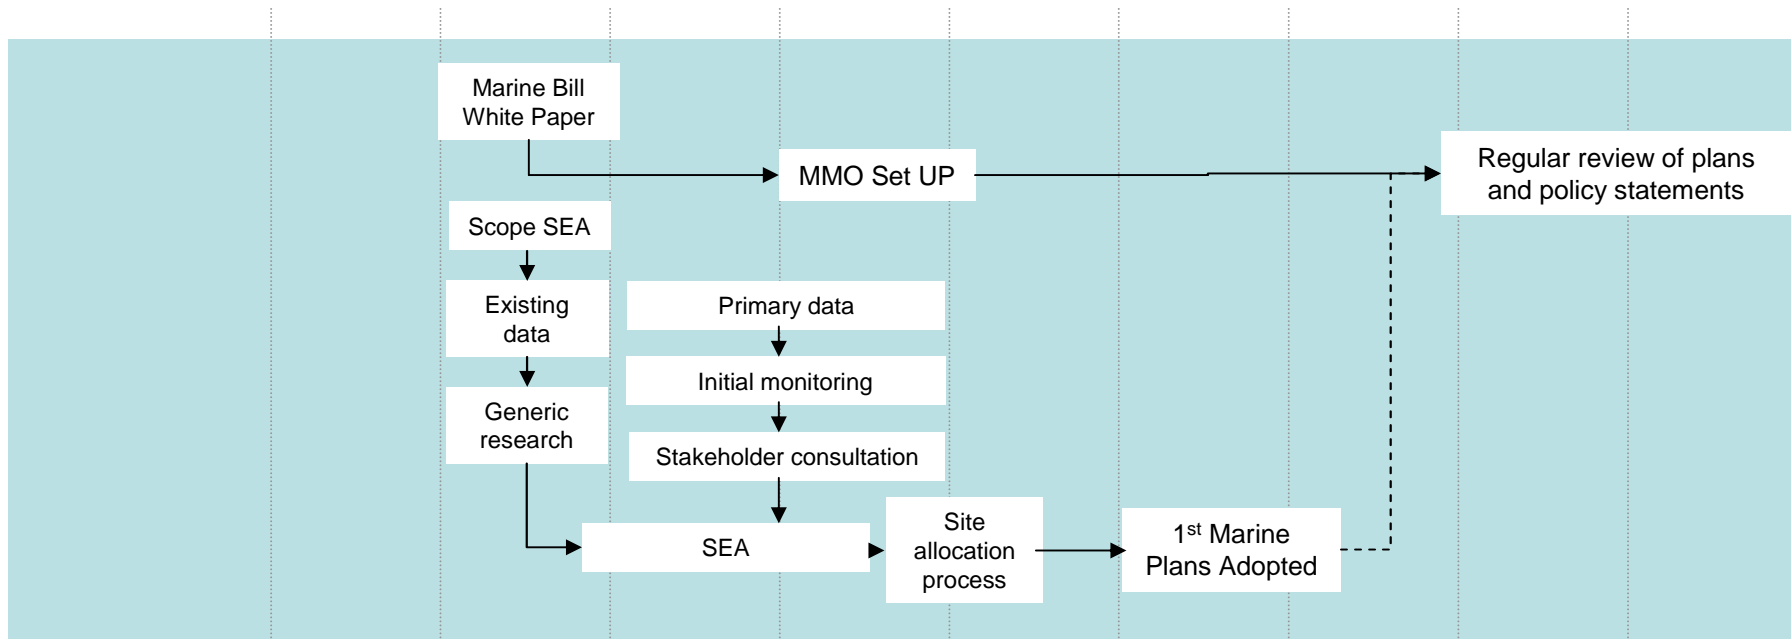 Marine Bill
White Paper
MMO Set UP
Regular review of plans
and policy statements
Scope SEA
Existing
data
Primary data
Initial monitoring
Generic
research
Stakeholder consultation
SEA
Site
allocation
process
1st Marine
Plans Adopted